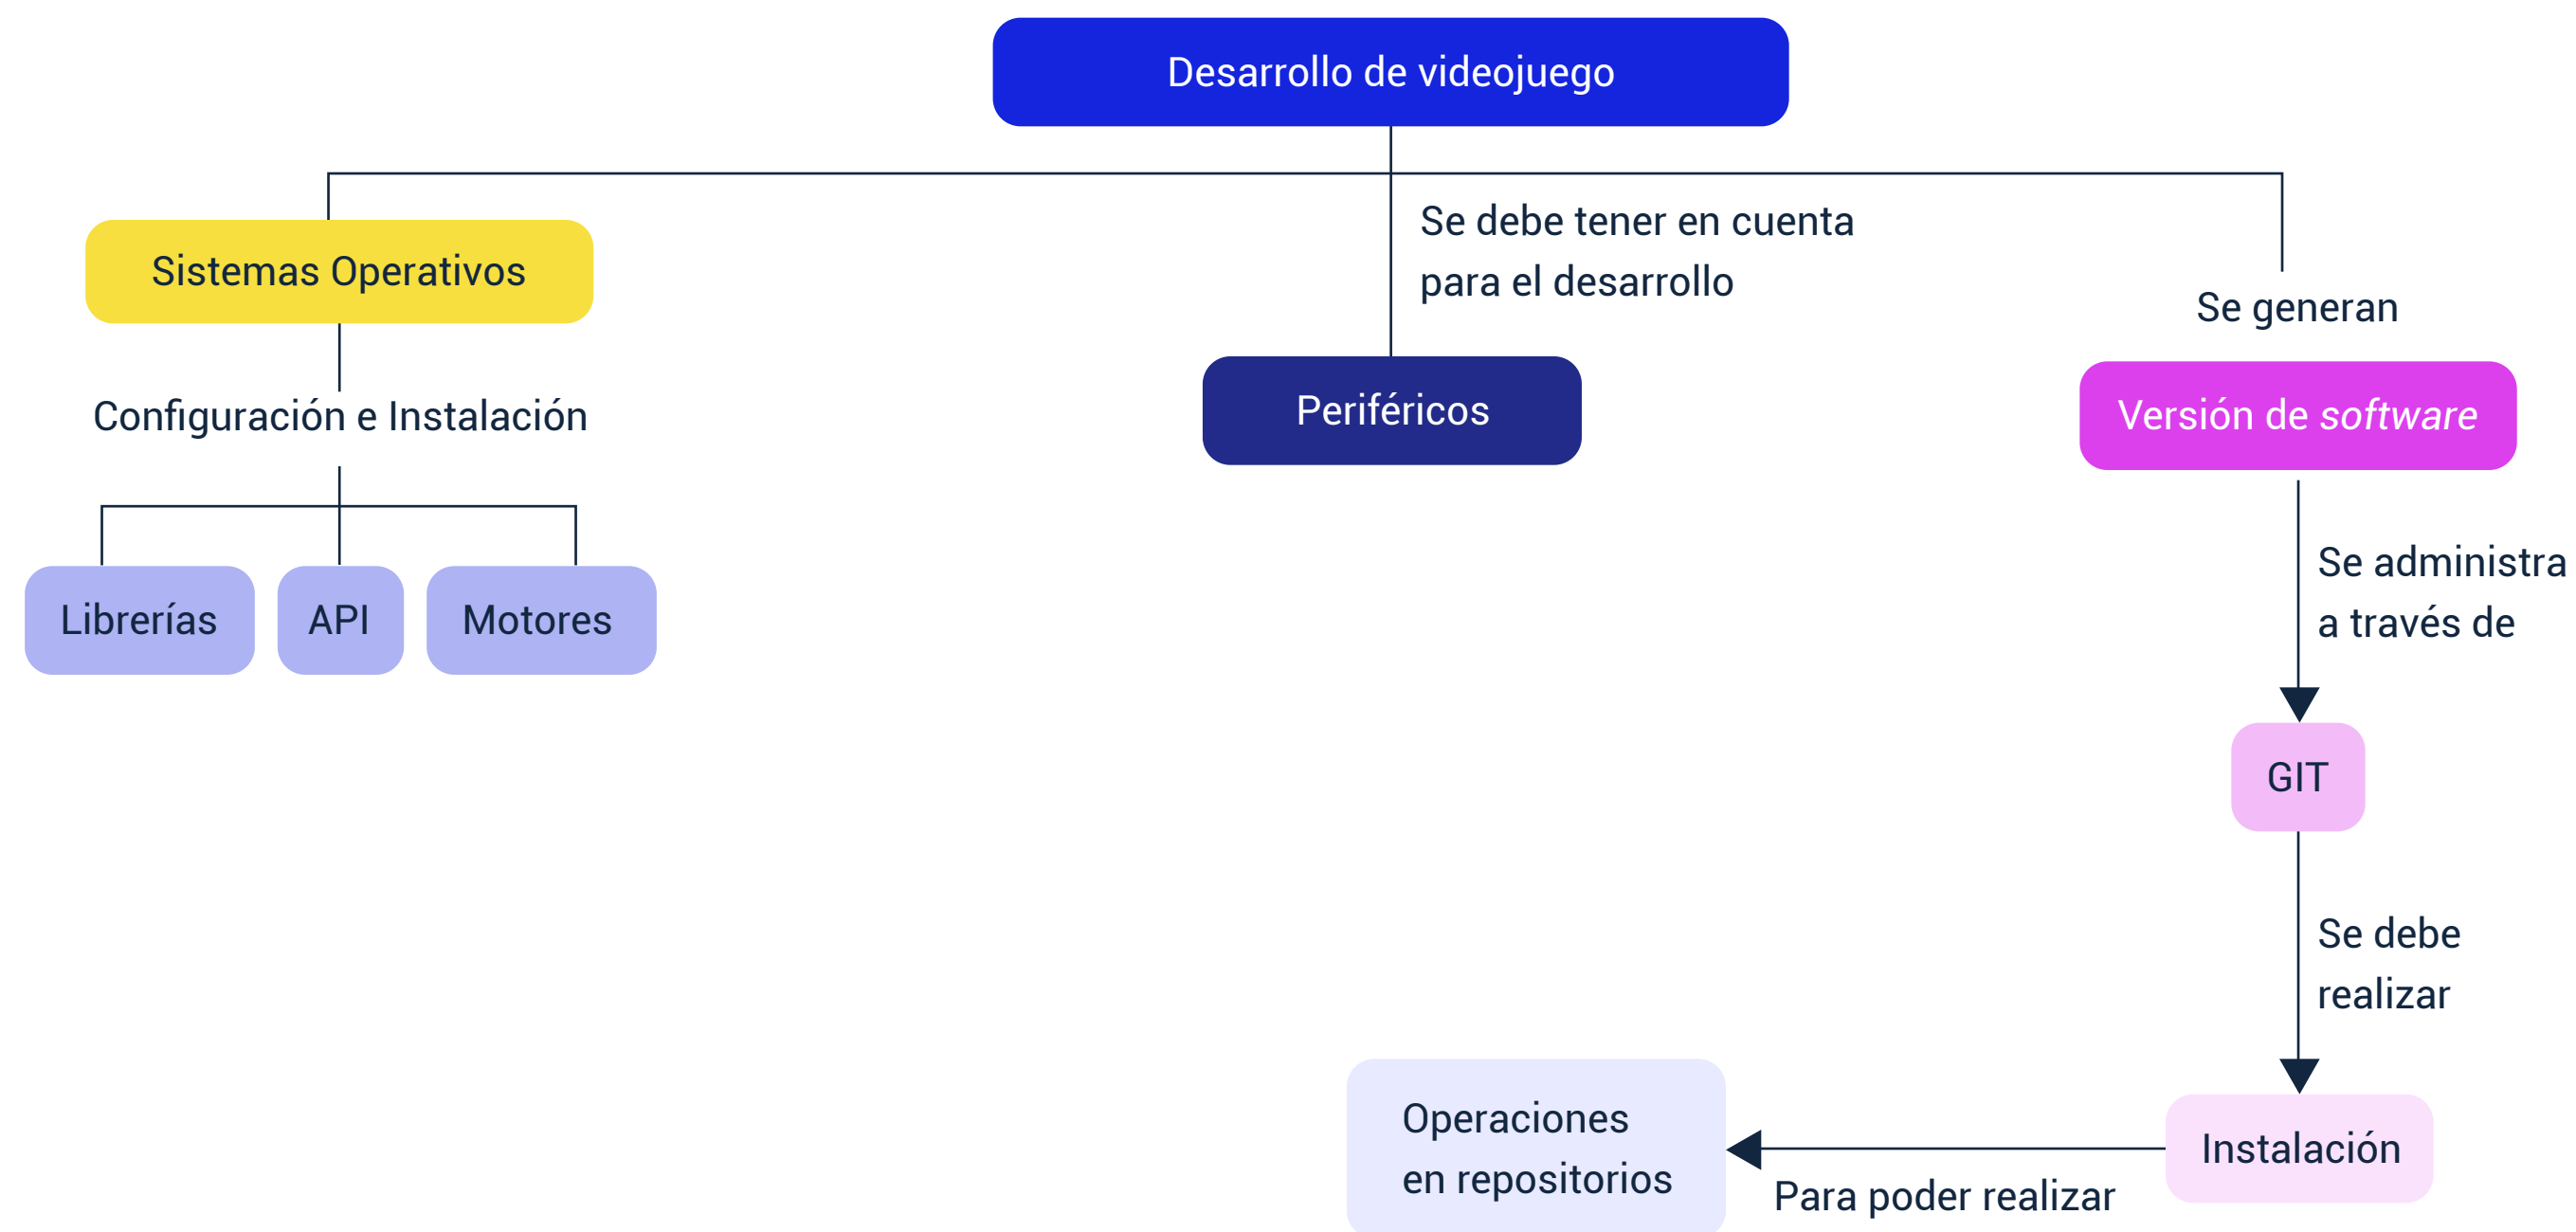 Desarrollo de videojuego
Sistemas Operativos
Configuración e Instalación
Librerías
API
Motores
Se debe tener en cuenta
para el desarrollo
Periféricos
Se generan
Versión de software
Se administra
a través de
GIT
Se debe
realizar
Instalación
Para poder realizar
Operaciones
en repositorios